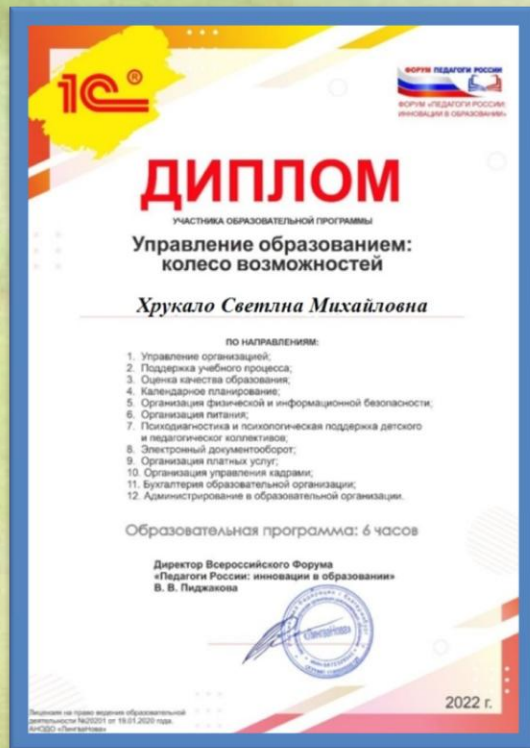 1С®
ФОРУМ ПЕДАГОГИ РОССИИ
ФОРУМ «ПЕДАГОГИ РОССИИ:
ИННОВАЦИИ В ОБРАЗОВАНИИ»
ДИПЛОМ
УЧАСТНИКА ОБРАЗОВАТЕЛЬНОЙ ПРОГРАММЫ
Управление образованием:
колесо возможностей
Хрукало Светлна Михайловна
ПО НАПРАВЛЕНИЯМ:
1. Управление организацией;
2. Поддержка учебного процесса;
3. Оценка качества образования;
4. Календарное планирование;
5. Организация физической и информационной безопасности;
6. Организация питания;
7. Психодиагностика и психологическая поддержка детского
и педагогическог коллективов;
8. Электронный документооборот;
9. Организация платных услуг;
10. Организация управления кадрами;
11. Бухгалтерия образовательной организации;
12. Администрирование в образовательной организации.
Образовательная программа: 6 часов
Директор Всероссийского Форума
«Педагоги России: инновации в образовании»
В. В. Пиджакова
«ЛингваНова»
2022 г.
Лицензия на право ведения образовательной
деятельности №20201 от 19.01.2020 года.
АНОДО «ЛингваНова»